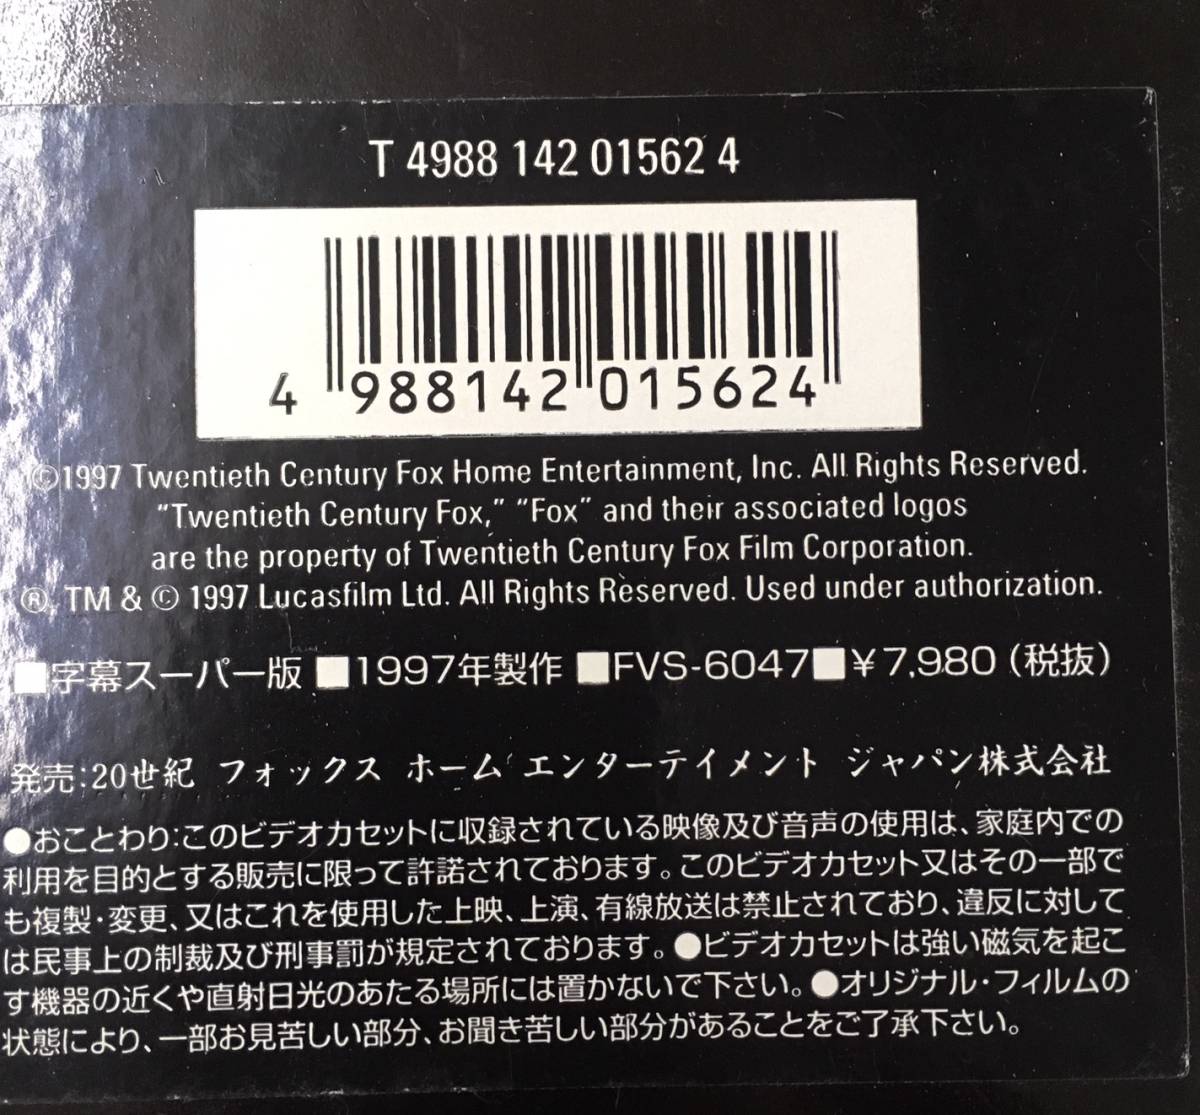 T 4988 142 01562 4
4 988142 015624
©1997 Twentieth Century Fox Home Entertainment, Inc. All Rights Reserved.
“Twentieth Century Fox,” “Fox” and their associated logos
are the property of Twentieth Century Fox Film Corporation.
®, TM & © 1997 Lucasfilm Ltd. All Rights Reserved. Used under authorization.
■字幕スーパー版 ■1997年製作 ■FVS-6047■¥7,980（税抜）
発売:20世紀 フォックス ホーム エンターテイメント ジャパン株式会社
●おことわり:このビデオカセットに収録されている映像及び音声の使用は、家庭内での
利用を目的とする販売に限って許諾されております。このビデオカセット又はその一部で
も複製・変更、又はこれを使用した上映、上演、有線放送は禁止されており、違反に対して
は民事上の制裁及び刑事罰が規定されております。●ビデオカセットは強い磁気を起こ
す機器の近くや直射日光のあたる場所には置かないで下さい。●オリジナル・フィルムの
状態により、一部お見苦しい部分、お聞き苦しい部分があることをご了承下さい。